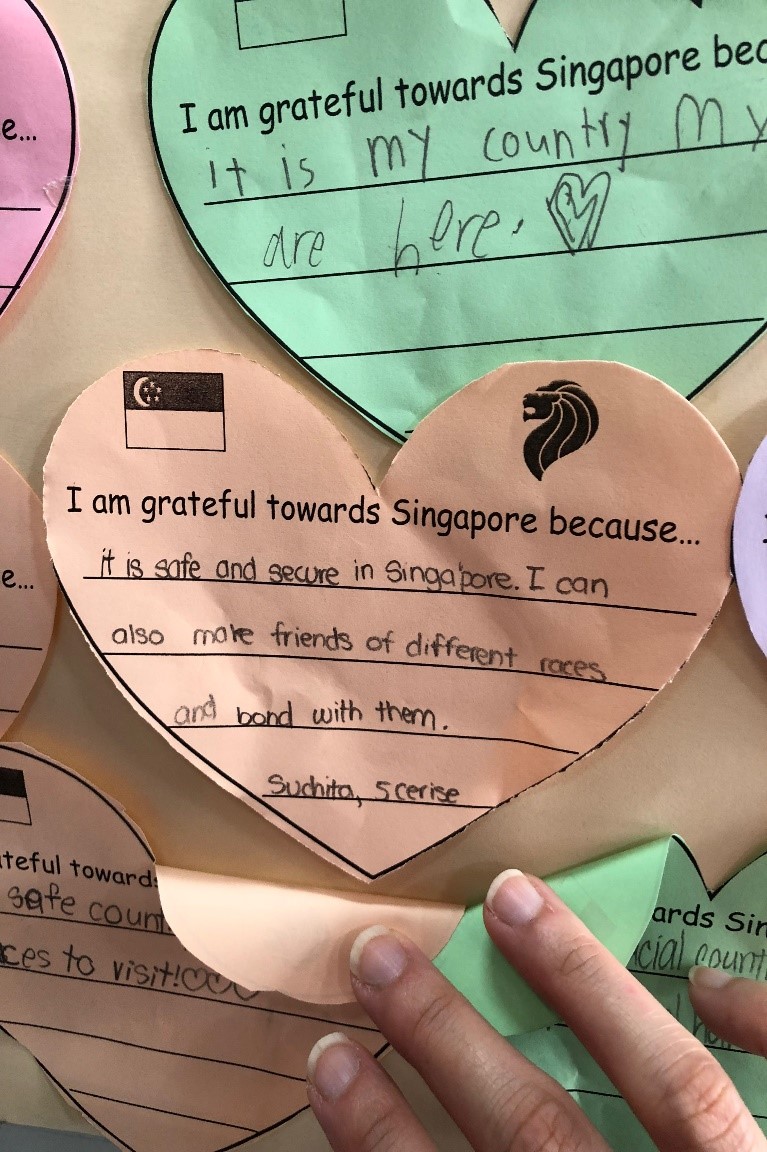 e...
I am grateful towards Singapore bec
it is my country My
are here.
I am grateful towards Singapore because...
it is safe and secure in Singapore. I can
also make friends of different races
and bond with them.
Suchita, 5 cerise
e...
teful towards
safe coun
ces to visit!
ards Sin
cial count